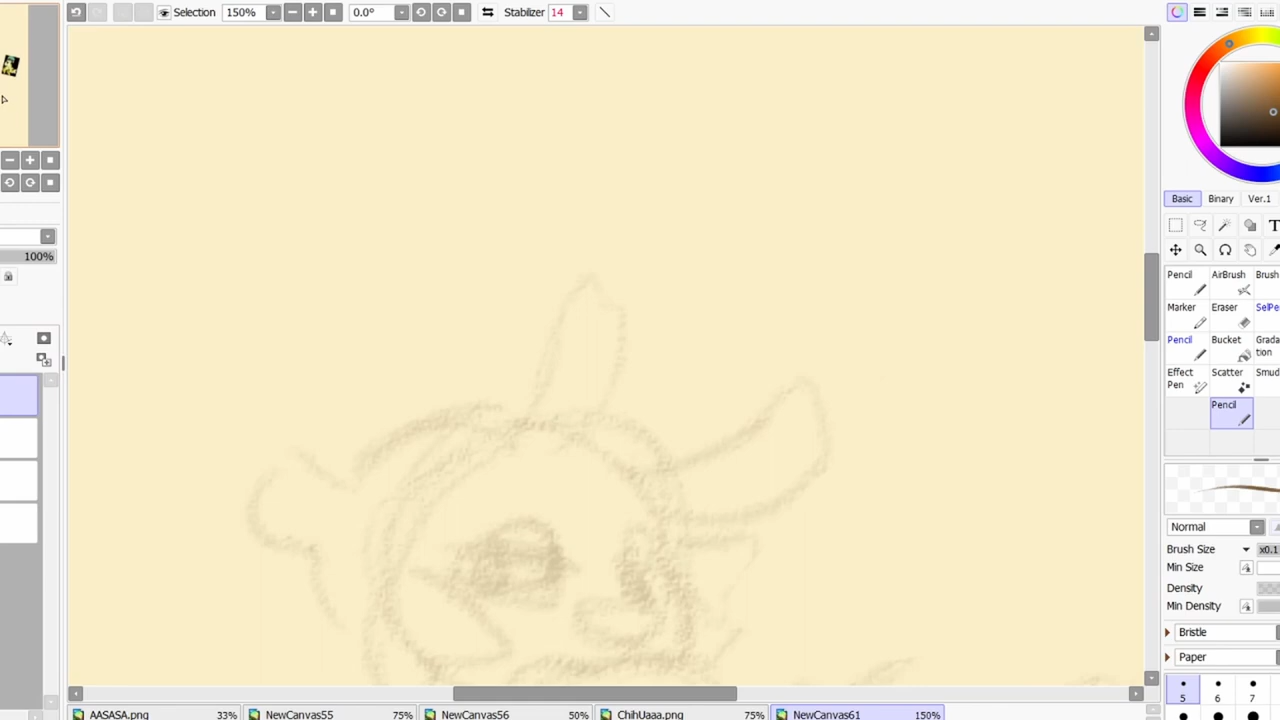 Selection 150% 0.0° Stabilizer 14
100%
Basic Binary Ver.1
T
Pencil AirBrush Brush
Marker Eraser SelPe
Pencil Bucket Grada
tion
Effect
Pen Scatter Smud
Pencil
Normal
Brush Size x0.1
Min Size
Density
Min Density
Bristle
Paper
5 6 7
AASASA.png 33% NewCanvas55 75% NewCanvas56 50% ChihUaaa.png 75% NewCanvas61 150%